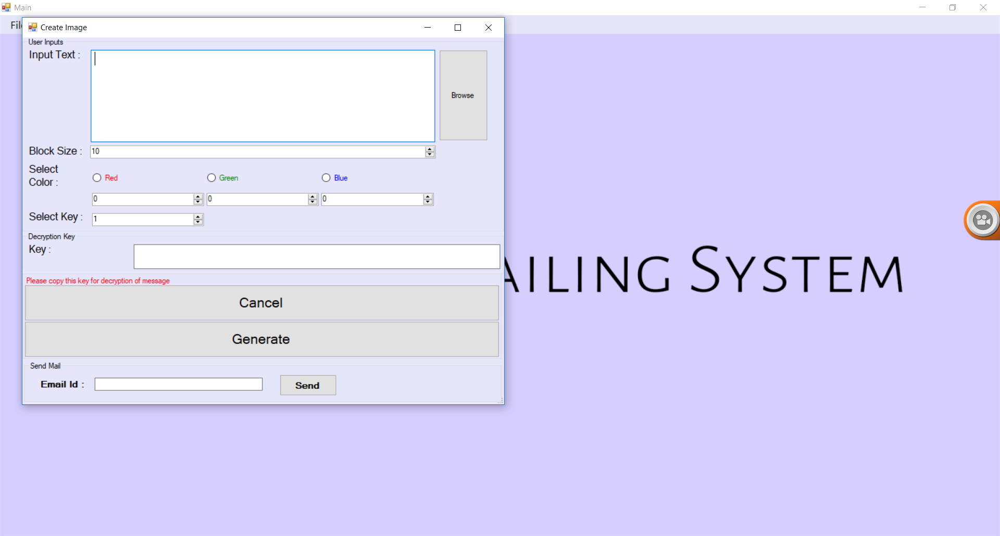 Main
Create Image
User Inputs
Input Text :
Browse
Block Size : 10
Select Color :
Red Green Blue
0 0 0
Select Key : 1
Decryption Key
Key :
Please copy this key for decryption of message
Cancel
Generate
Send Mail
Email Id : Send
AILING SYSTEM